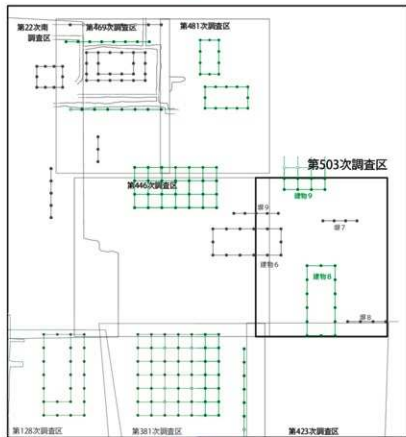 第22次南
調査区
第469次調査区
第481次
調査区
第446次調査区
第503次調査区
建物9
塀9
塀7
建物6
建物8
塀8
第128次調査区
第381次調査区
第423次調査区